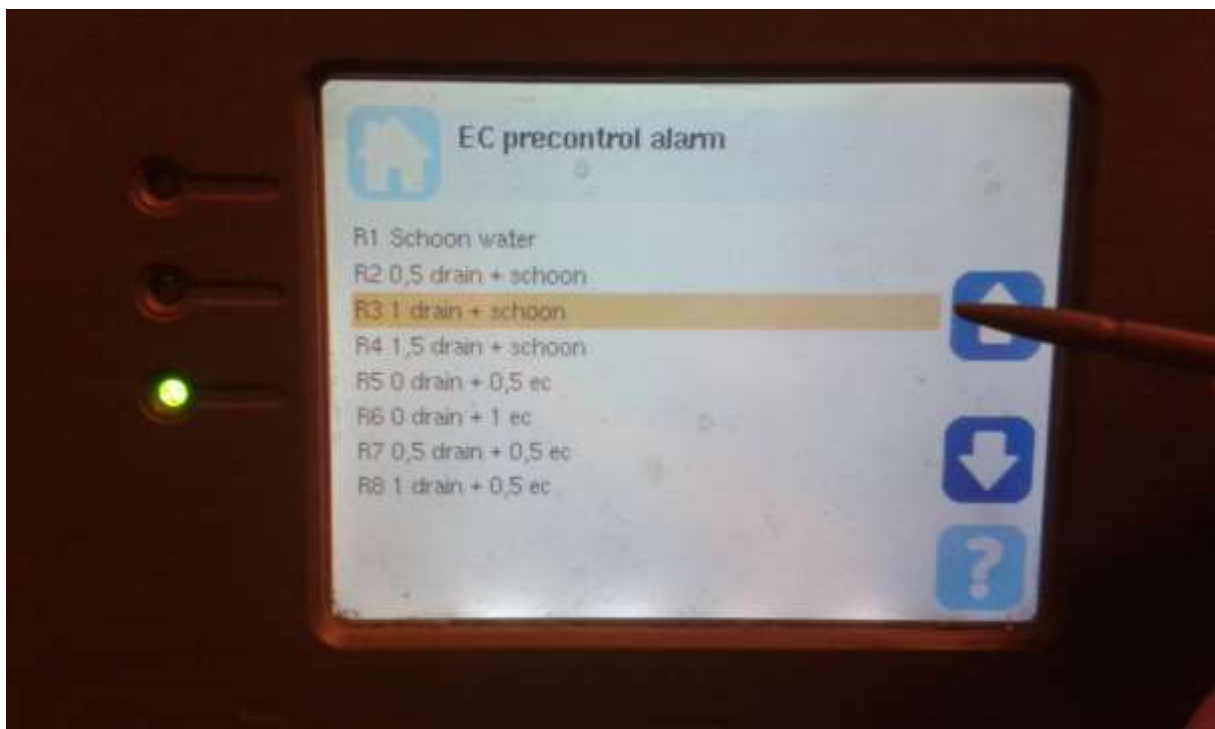 EC precontrol alarm
R1 Schoon water
R2 0,5 drain + schoon
R3 1 drain + schoon
R4 1,5 drain + schoon
R5 0 drain + 0,5 ec
R6 0 drain + 1 ec
R7 0,5 drain + 0,5 ec
R8 1 drain + 0,5 ec
?